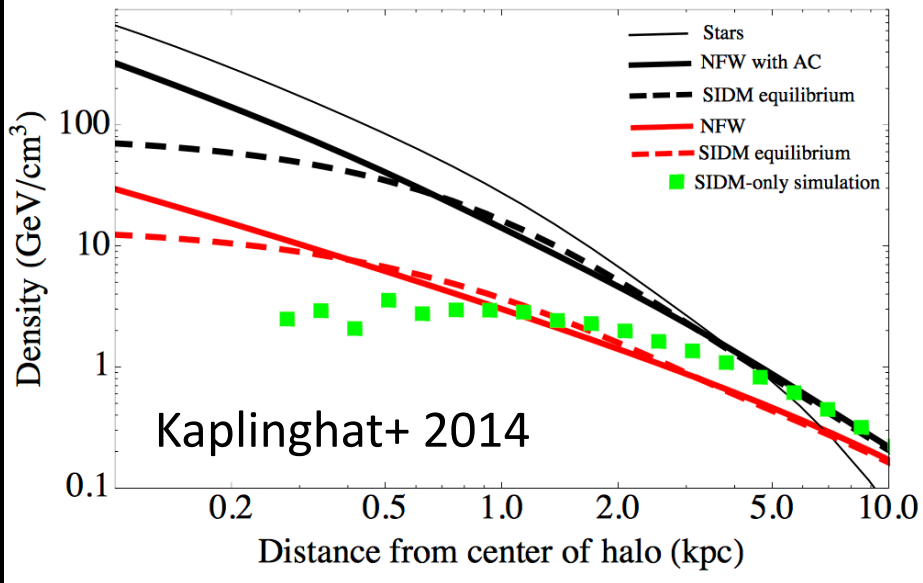 Stars
NFW with AC
SIDM equilibrium
NFW
SIDM equilibrium
SIDM-only simulation
Density (GeV/cm³)
100
10
1
0.1
Kaplinghat+ 2014
0.2 0.5 1.0 2.0 5.0 10.0
Distance from center of halo (kpc)